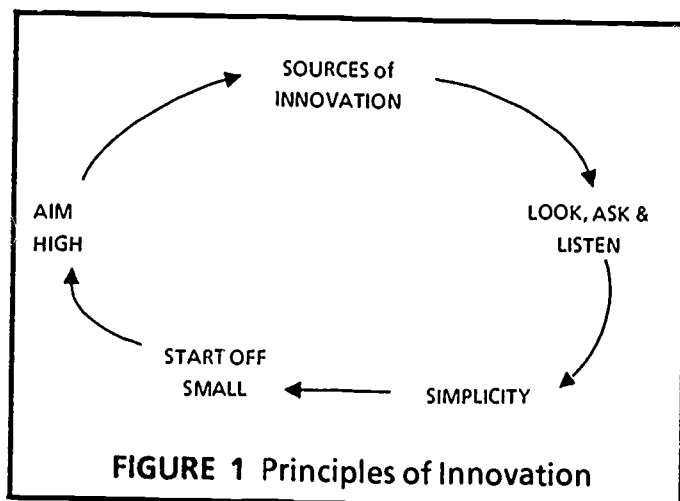 SOURCES of
INNOVATION
LOOK, ASK &
LISTEN
SIMPLICITY
START OFF
SMALL
AIM
HIGH
FIGURE 1 Principles of Innovation